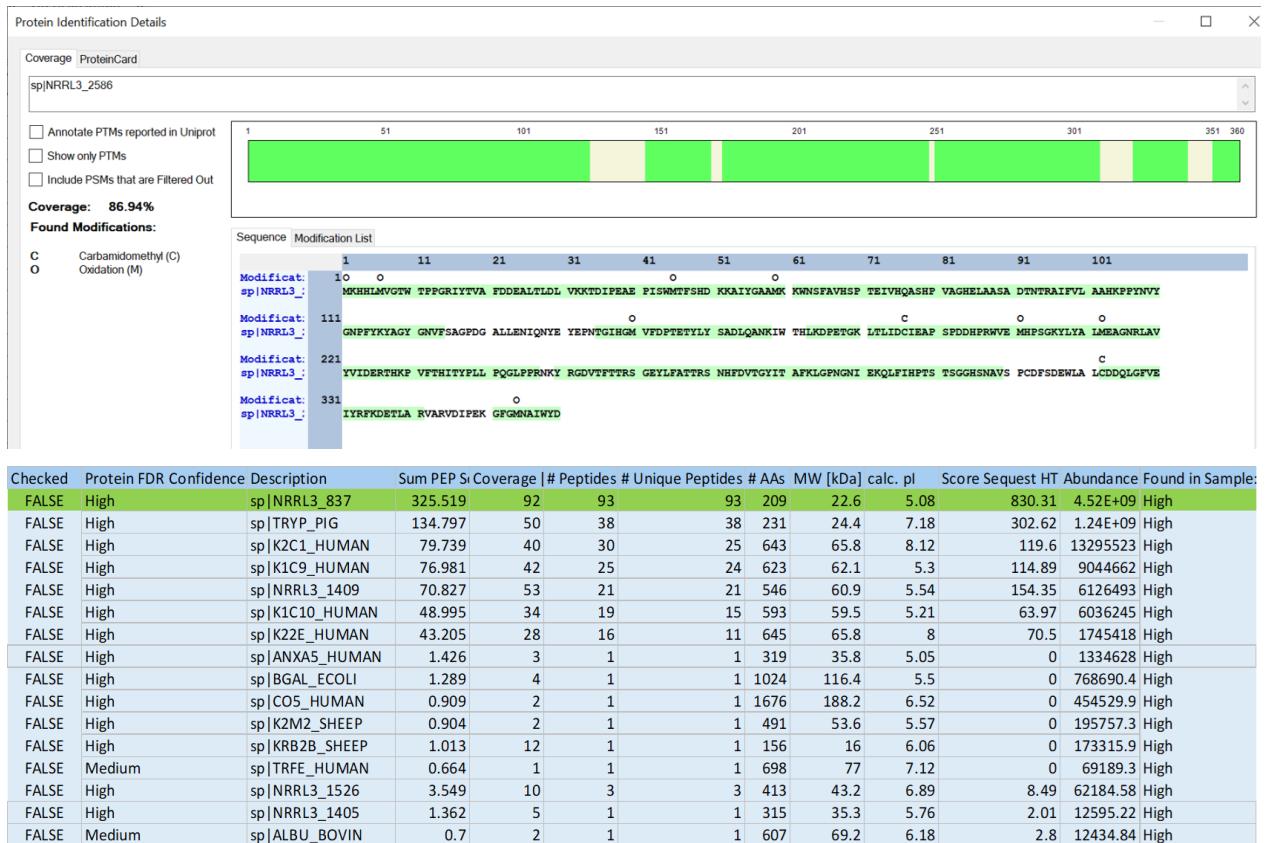 Protein Identification Details
Coverage ProteinCard
sp|NRRL3_2586
Annotate PTMs reported in Uniprot
Show only PTMs
Include PSMs that are Filtered Out
Coverage: 86.94%
Found Modifications:
C Carbamidomethyl (C)
O Oxidation (M)
1 51 101 151 201 251 301 351 360
Sequence Modification List
1 11 21 31 41 51 61 71 81 91 101
Modificat: 1 O O O O
sp|NRRL3_: MKHHLMVGTW TPPGRIYTVA FDDEALTLDL VKKTDIPEAE PISWMTFSHD KKAIYGAAMK KWNSFAVHSP TEIVHQASHP VAGHELAASA DTNTRAIFVL AAHKPPYNVY
Modificat: 111 O C O O
sp|NRRL3_: GNPFYKYAGY GNVFSAGPDG ALLENIQNYE YEPNTGIHGM VFDPTETYLY SADLQANKIW THLKDPETGK LTLIDCIEAP SPDDHPRWVE MHPSGKYLYA LMEAGNRLAV
Modificat: 221 C
sp|NRRL3_: YVIDERTHKP VFTHITYPLL PQGLPPRNKY RGDVTFTTRS GEYLFATTRS NHFDVTGYIT AFKLGPNGNI EKQLFIHPTS TSGGHSNAVS PCDFSDEWLA LCDDQLGFVE
Modificat: 331 O
sp|NRRL3_: IYRFKDETLA RVARVDIPEK GFGMNAIWYD
Checked Protein FDR Confidence Description Sum PEP Sc Coverage | # Peptides # Unique Peptides # AAs MW [kDa] calc. pI Score Sequest HT Abundance Found in Sample:
FALSE High sp|NRRL3_837 325.519 92 93 93 209 22.6 5.08 830.31 4.52E+09 High
FALSE High sp|TRYP_PIG 134.797 50 38 38 231 24.4 7.18 302.62 1.24E+09 High
FALSE High sp|K2C1_HUMAN 79.739 40 30 25 643 65.8 8.12 119.6 13295523 High
FALSE High sp|K1C9_HUMAN 76.981 42 25 24 623 62.1 5.3 114.89 9044662 High
FALSE High sp|NRRL3_1409 70.827 53 21 21 546 60.9 5.54 154.35 6126493 High
FALSE High sp|K1C10_HUMAN 48.995 34 19 15 593 59.5 5.21 63.97 6036245 High
FALSE High sp|K22E_HUMAN 43.205 28 16 11 645 65.8 8 70.5 1745418 High
FALSE High sp|ANXA5_HUMAN 1.426 3 1 1 319 35.8 5.05 0 1334628 High
FALSE High sp|BGAL_ECOLI 1.289 4 1 1 1024 116.4 5.5 0 768690.4 High
FALSE High sp|CO5_HUMAN 0.909 2 1 1 1676 188.2 6.52 0 454529.9 High
FALSE High sp|K2M2_SHEEP 0.904 2 1 1 491 53.6 5.57 0 195757.3 High
FALSE High sp|KRB2B_SHEEP 1.013 12 1 1 156 16 6.06 0 173315.9 High
FALSE Medium sp|TRFE_HUMAN 0.664 1 1 1 698 77 7.12 0 69189.3 High
FALSE High sp|NRRL3_1526 3.549 10 3 3 413 43.2 6.89 8.49 62184.58 High
FALSE High sp|NRRL3_1405 1.362 5 1 1 315 35.3 5.76 2.01 12595.22 High
FALSE Medium sp|ALBU_BOVIN 0.7 2 1 1 607 69.2 6.18 2.8 12434.84 High